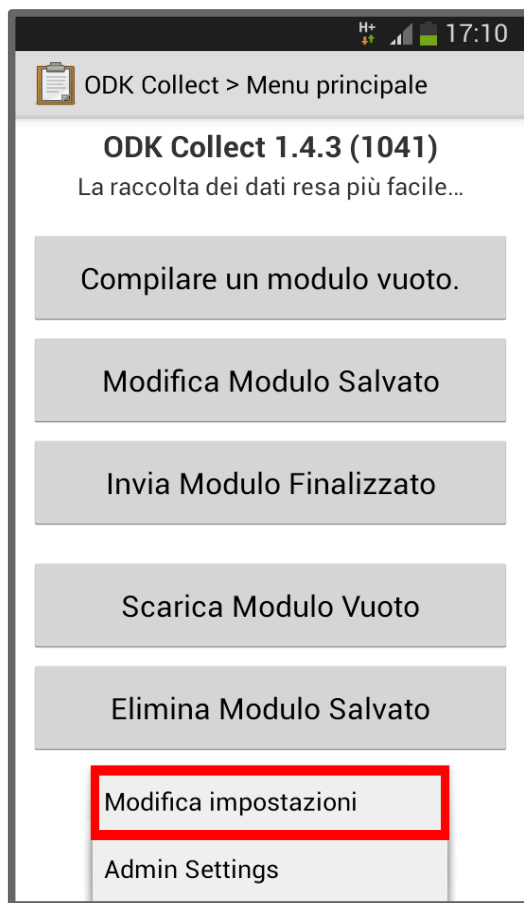 H+ 17:10
ODK Collect > Menu principale
ODK Collect 1.4.3 (1041)
La raccolta dei dati resa più facile...
Compilare un modulo vuoto.
Modifica Modulo Salvato
Invia Modulo Finalizzato
Scarica Modulo Vuoto
Elimina Modulo Salvato
Modifica impostazioni
Admin Settings